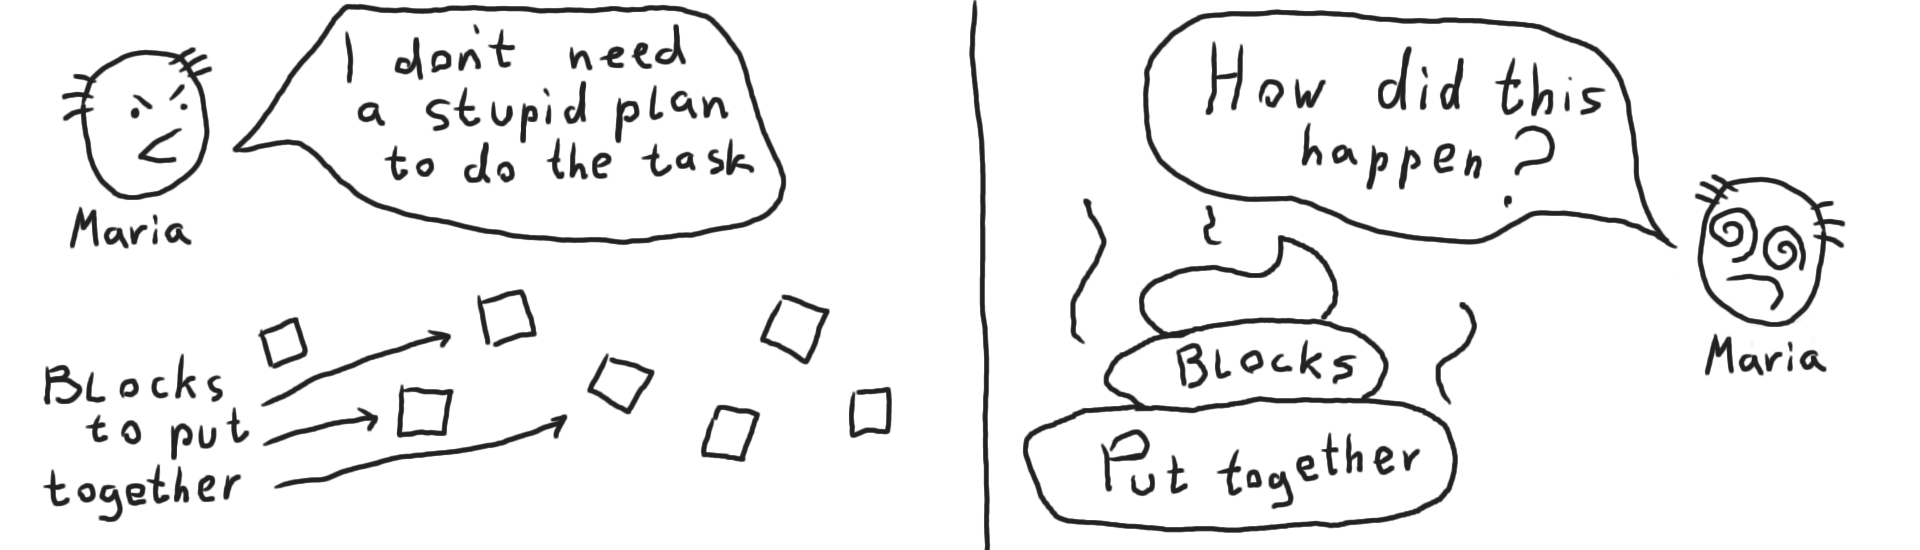 I don't need
a stupid plan
to do the task
Maria
Blocks
to put
together
How did this
happen?
Maria
Blocks
Put together